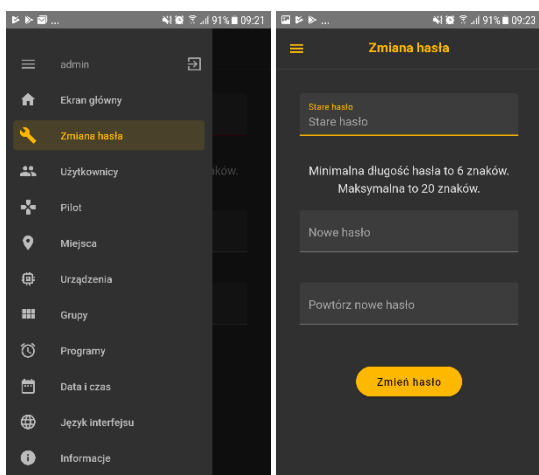 ... 91% 09:21
admin
Ekran główny
Zmiana hasła
Użytkownicy
Pilot
Miejsca
Urządzenia
Grupy
Programy
Data i czas
Język interfejsu
Informacje
aków.
... 91% 09:23
Zmiana hasła
Stare hasło
Stare hasło
Minimalna długość hasła to 6 znaków.
Maksymalna to 20 znaków.
Nowe hasło
Powtórz nowe hasło
Zmień hasło